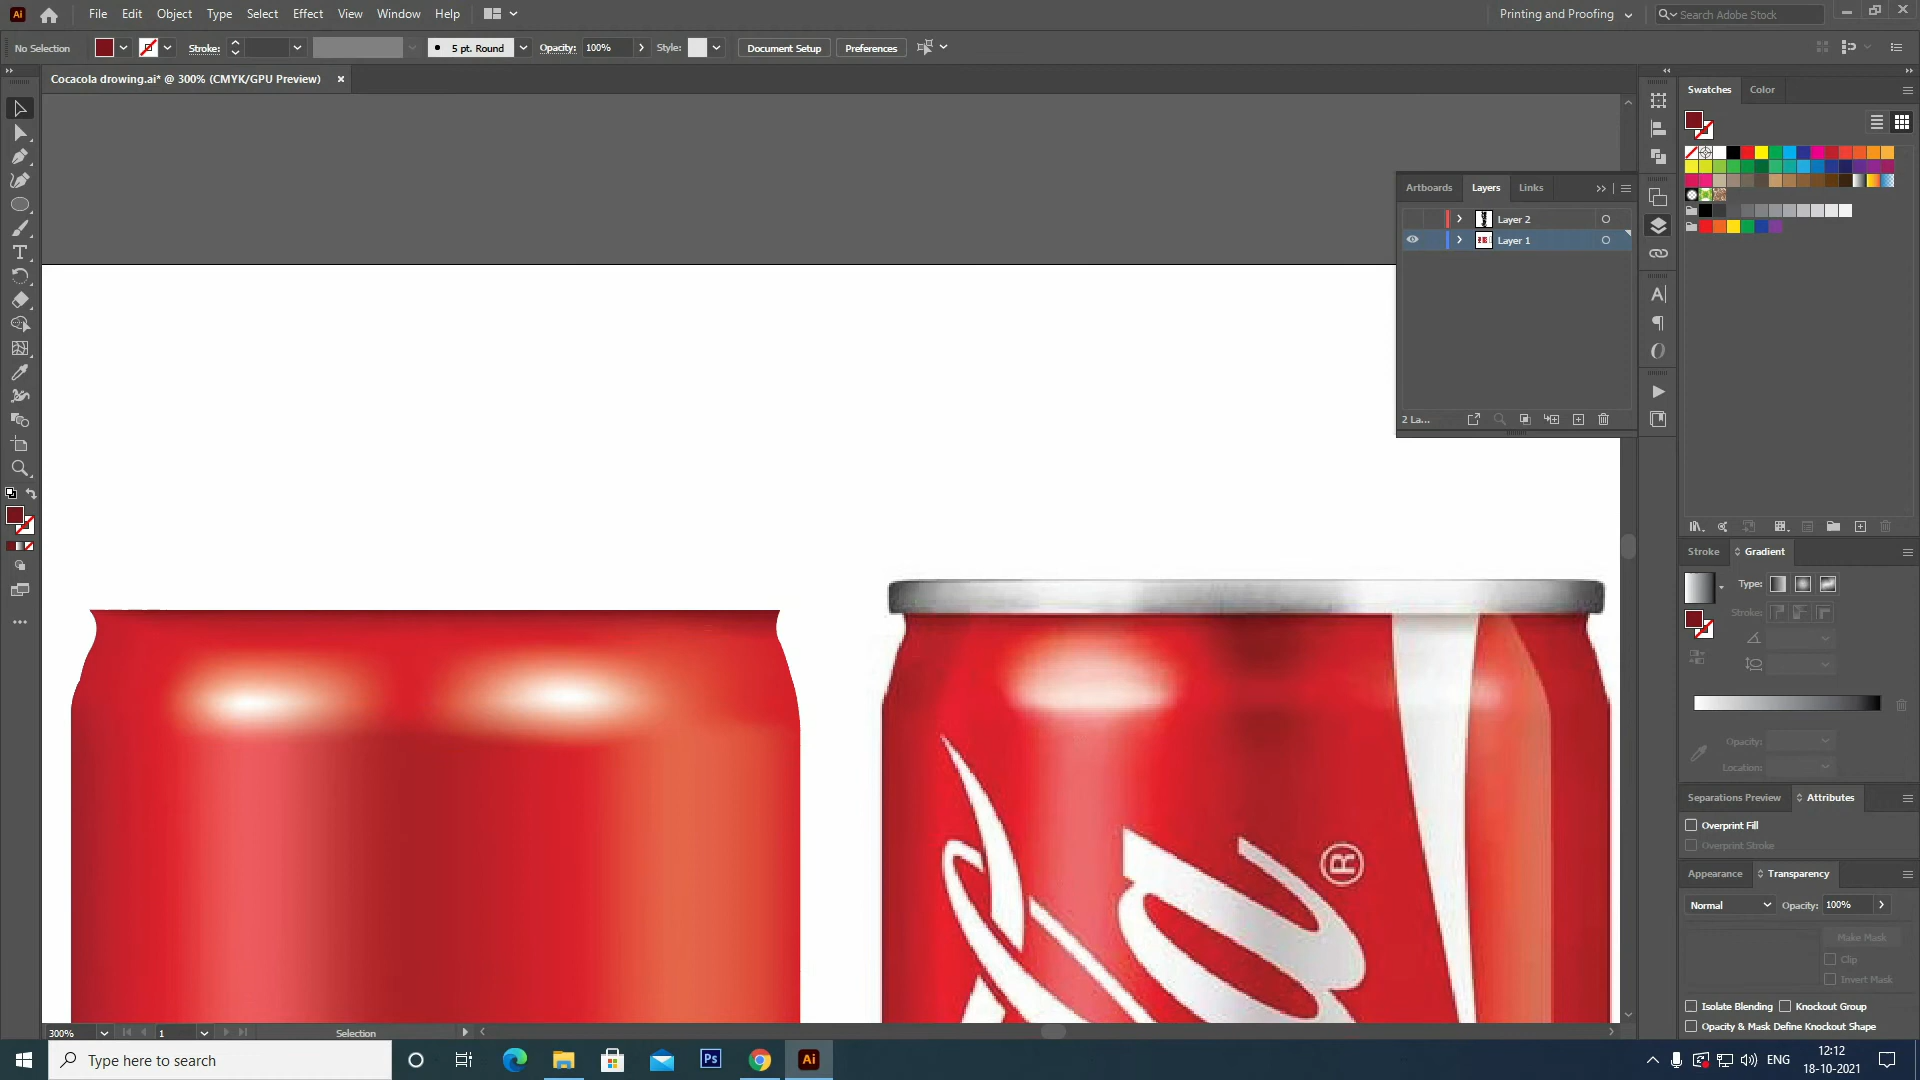 Ai File Edit Object Type Select Effect View Window Help
Printing and Proofing
Search Adobe Stock
No Selection Stroke: 5 pt. Round Opacity: 100% Style: Document Setup Preferences
Cocacola drowing.ai* @ 300% (CMYK/GPU Preview)
Artboards Layers Links
Layer 2
Layer 1
2 La...
Swatches Color
Stroke Gradient
Type:
Stroke:
Opacity:
Location:
Separations Preview Attributes
Overprint Fill
Overprint Stroke
Appearance Transparency
Normal Opacity: 100%
Make Mask
Clip
Invert Mask
Isolate Blending Knockout Group
Opacity & Mask Define Knockout Shape
®
300% 1 Selection
Type here to search
Ps
Ai
ENG
12:12
18-10-2021